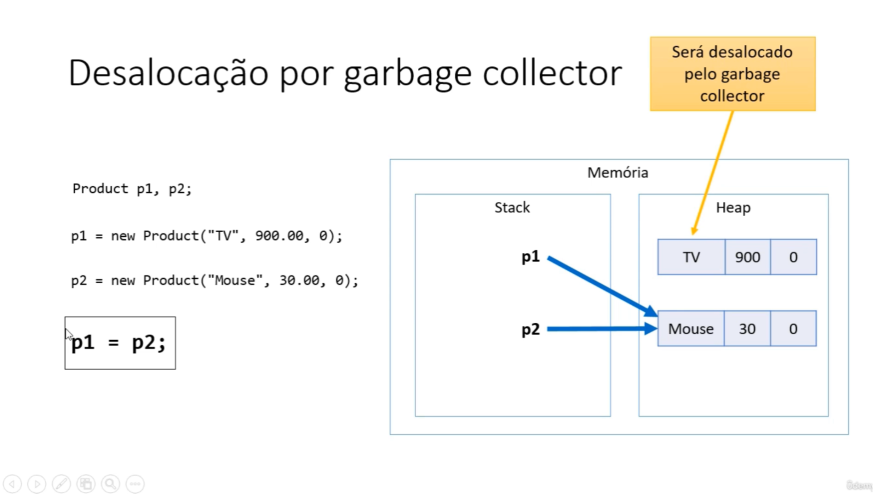 Desalocação por garbage collector
Será desalocado
pelo garbage
collector
Product p1, p2;
p1 = new Product("TV", 900.00, 0);
p2 = new Product("Mouse", 30.00, 0);
p1 = p2;
Memória
Stack
Heap
p1
TV 900 0
p2
Mouse 30 0